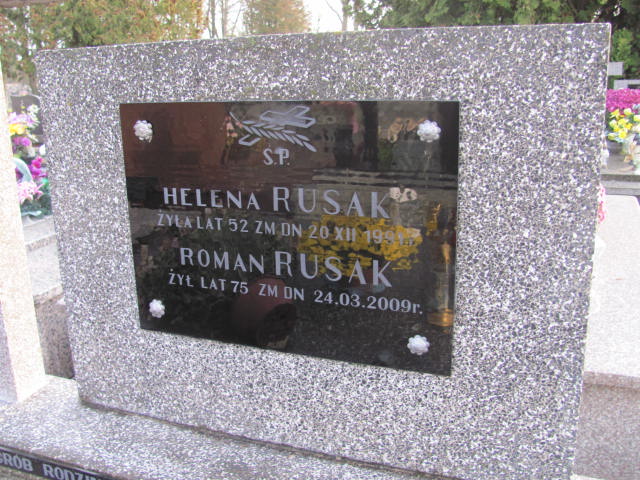 Ś.P.
HELENA RUSAK
ŻYŁA LAT 52 ZM DN 20 XII 1991r.
ROMAN RUSAK
ŻYŁ LAT 75 ZM DN 24.03.2009r.
GRÓB